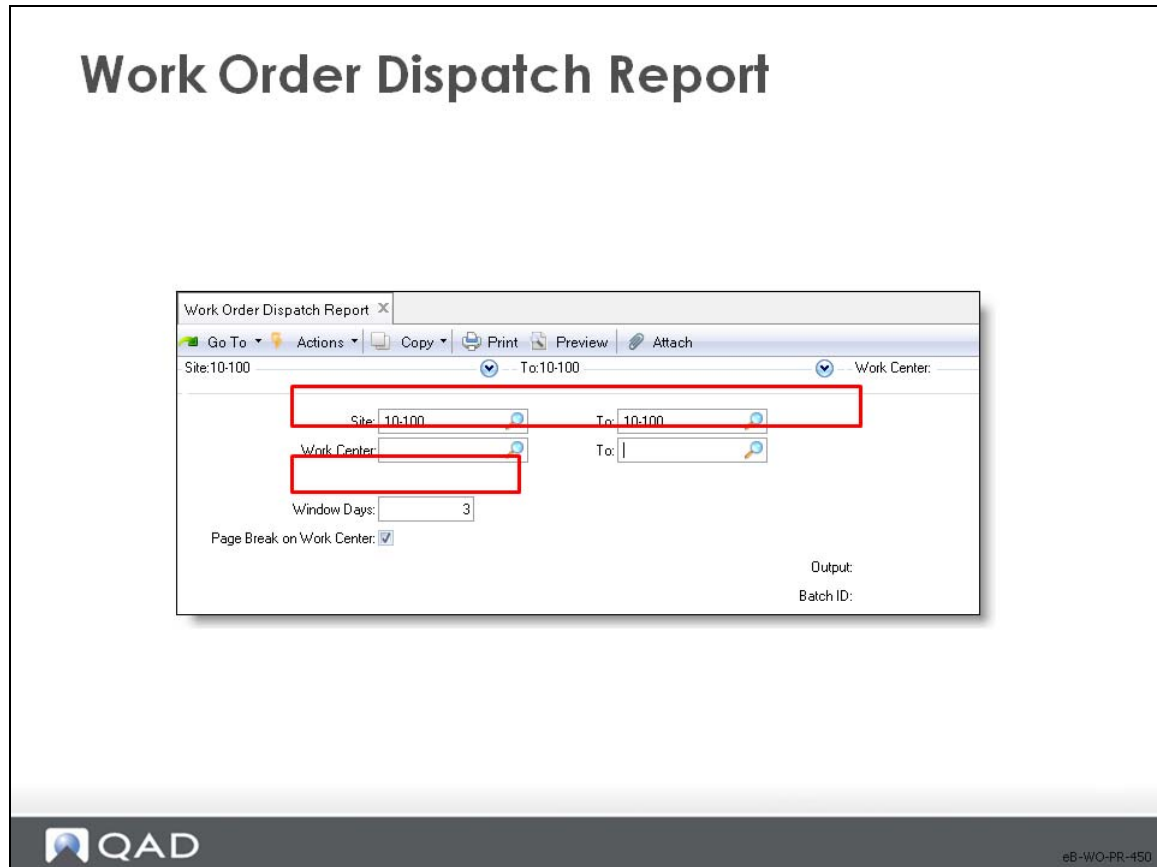 Work Order Dispatch Report
Work Order Dispatch Report
Go To Actions Copy Print Preview Attach
Site:10-100 To:10-100 Work Center:
Site: 10-100 To: 10-100
Work Center: To:
Window Days: 3
Page Break on Work Center:
Output:
Batch ID:
QAD
eB-WO-PR-450